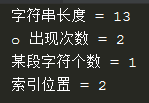 字符串长度 = 13
o 出现次数 = 2
某段字符个数 = 1
索引位置 = 2